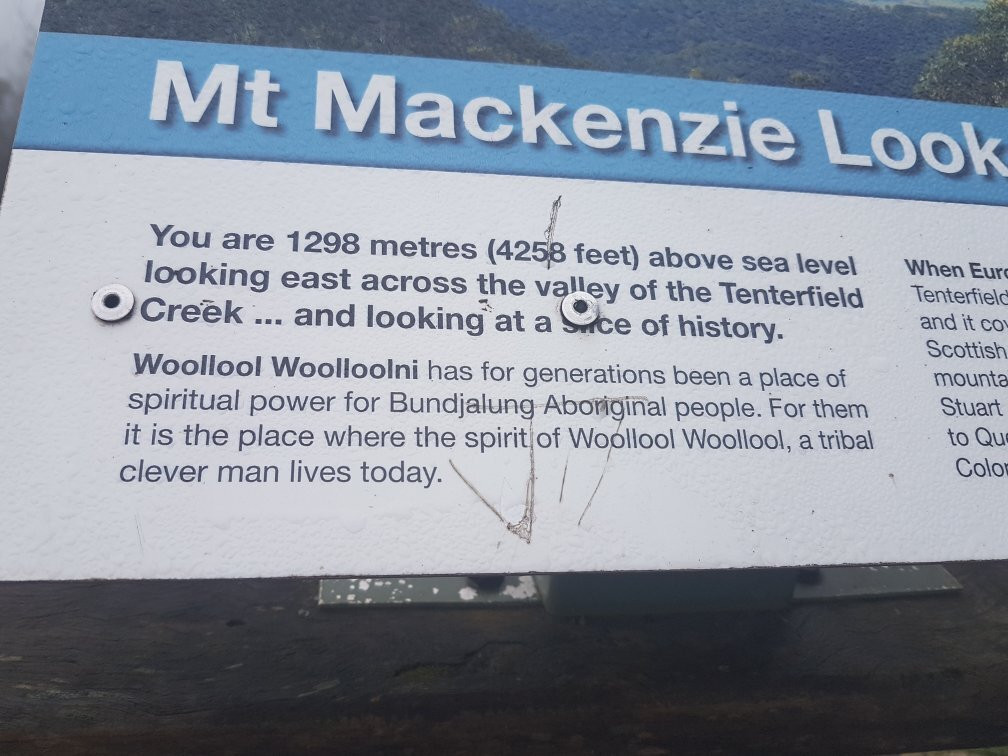 Mt Mackenzie Look
You are 1298 metres (4258 feet) above sea level
looking east across the valley of the Tenterfield
Creek ... and looking at a slice of history.
Woollool Woolloolni has for generations been a place of
spiritual power for Bundjalung Aboriginal people. For them
it is the place where the spirit of Woollool Woollool, a tribal
clever man lives today.
When Euro
Tenterfield
and it co
Scottish
mounta
Stuart
to Qu
Color